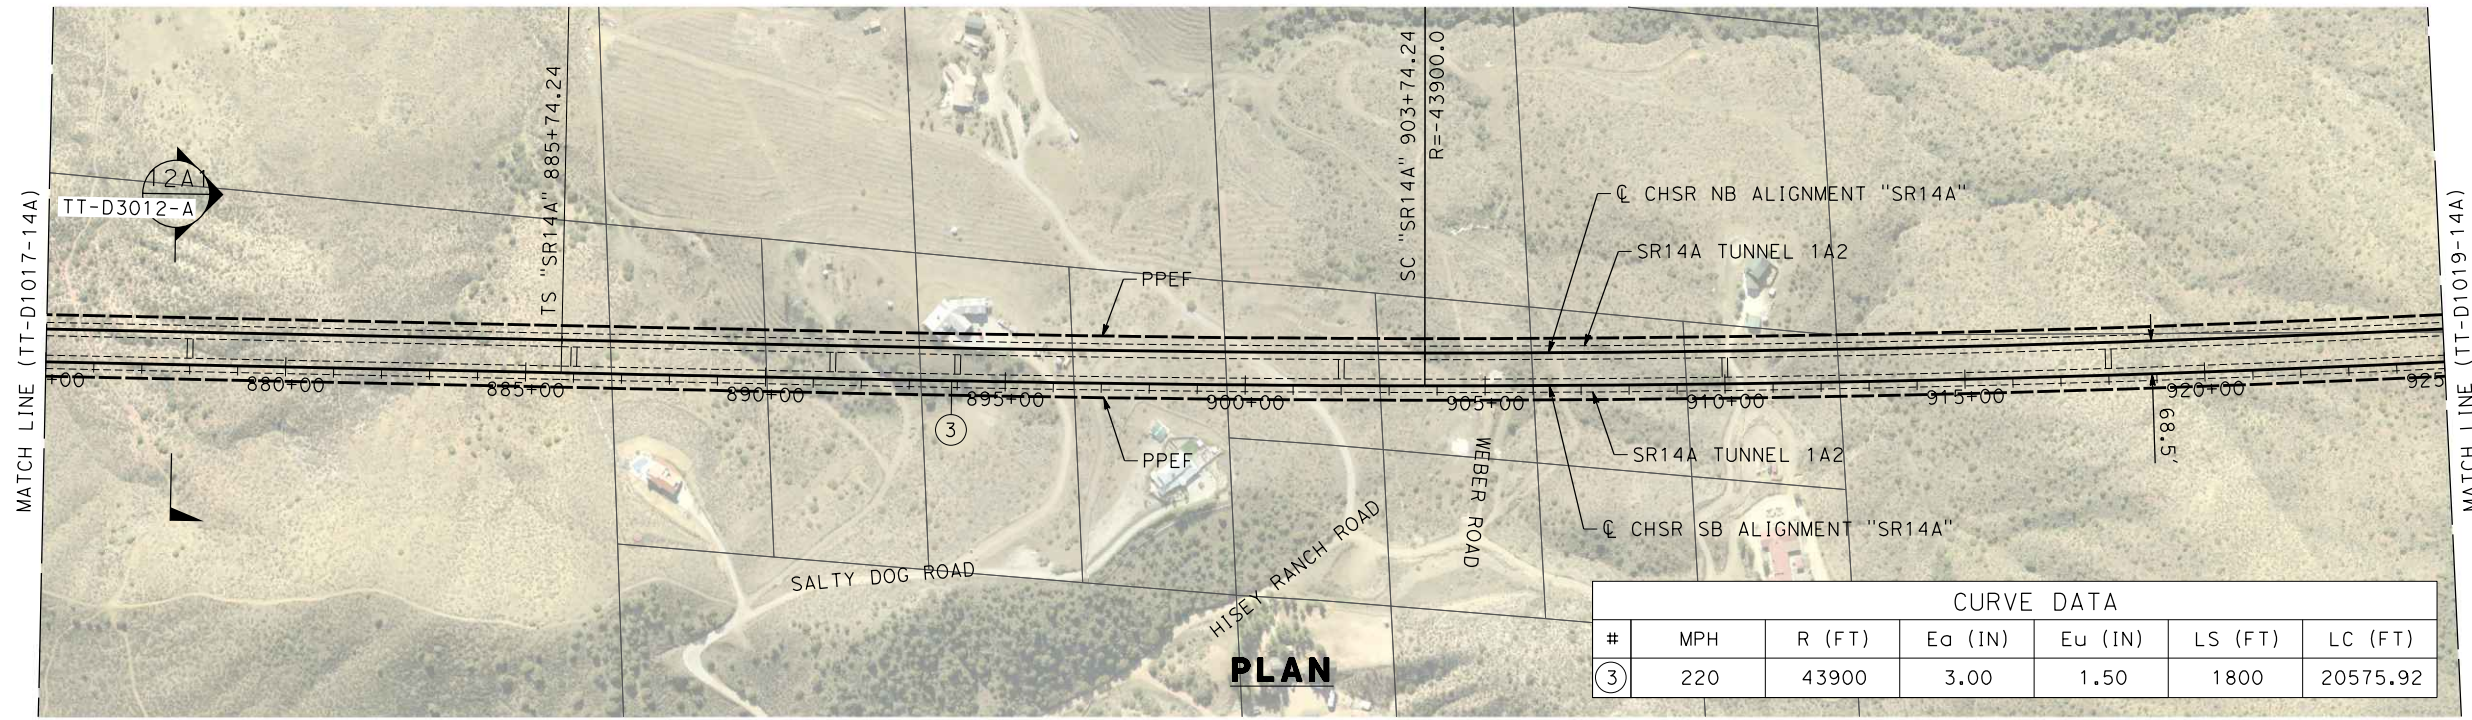 MATCH LINE (TT-D1017-14A)
12A1
TT-D3012-A
TS "SR14A" 885+74.24
SC "SR14A" 903+74.24
R=-43900.0
℄ CHSR NB ALIGNMENT "SR14A"
SR14A TUNNEL 1A2
PPEF
+00
880+00
885+00
890+00
895+00
900+00
905+00
910+00
915+00
920+00
925
3
PPEF
68.5'
SR14A TUNNEL 1A2
℄ CHSR SB ALIGNMENT "SR14A"
WEBER ROAD
HISEY RANCH ROAD
SALTY DOG ROAD
MATCH LINE (TT-D1019-14A)
PLAN
CURVE DATA
# MPH R (FT) Ea (IN) Eu (IN) LS (FT) LC (FT)
3 220 43900 3.00 1.50 1800 20575.92